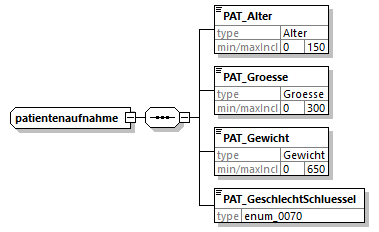 PAT_Alter
type Alter
min/maxIncl 0 150
PAT_Groesse
type Groesse
min/maxIncl 0 300
patientenaufnahme
PAT_Gewicht
type Gewicht
min/maxIncl 0 650
PAT_GeschlechtSchluessel
type enum_0070